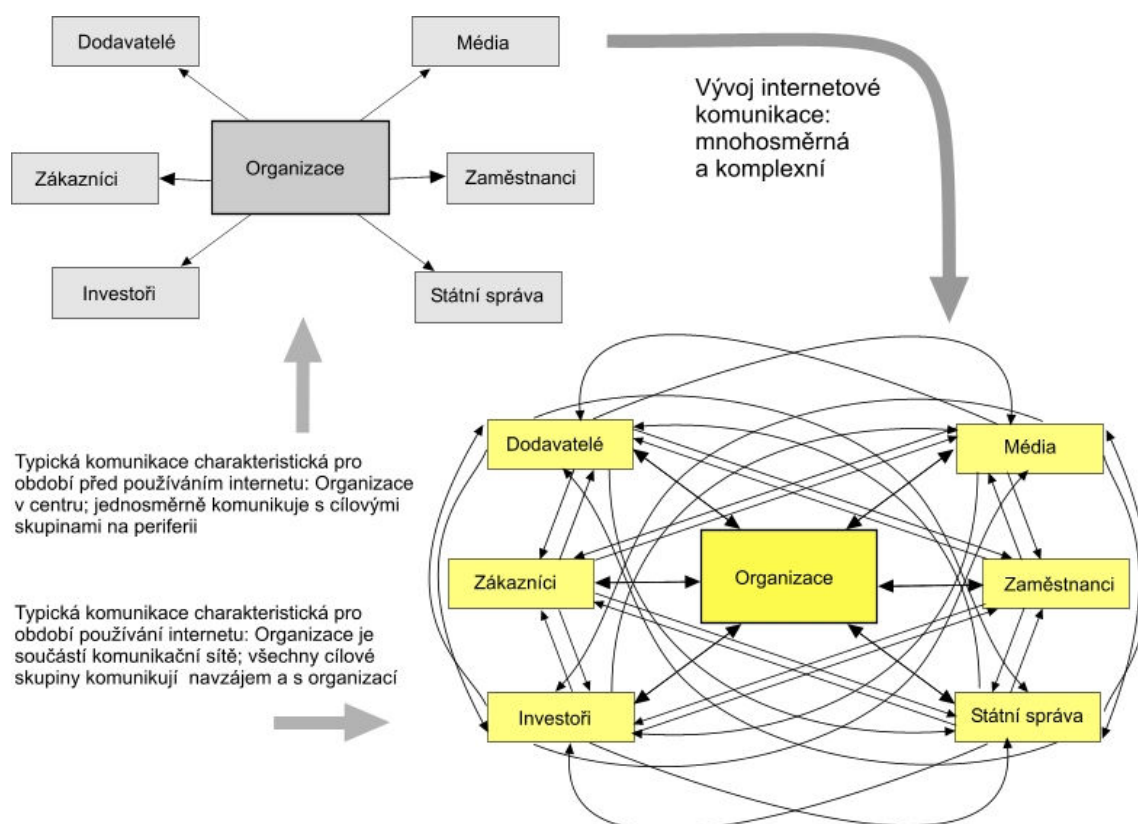 Dodavatelé
Média
Zákazníci
Organizace
Zaměstnanci
Investoři
Státní správa
Vývoj internetové
komunikace:
mnohosměrná
a komplexní
Typická komunikace charakteristická pro
období před používáním internetu: Organizace
v centru; jednosměrně komunikuje s cílovými
skupinami na periferii
Typická komunikace charakteristická pro
období používání internetu: Organizace je
součástí komunikační sítě; všechny cílové
skupiny komunikují navzájem a s organizací
Dodavatelé
Média
Zákazníci
Organizace
Zaměstnanci
Investoři
Státní správa